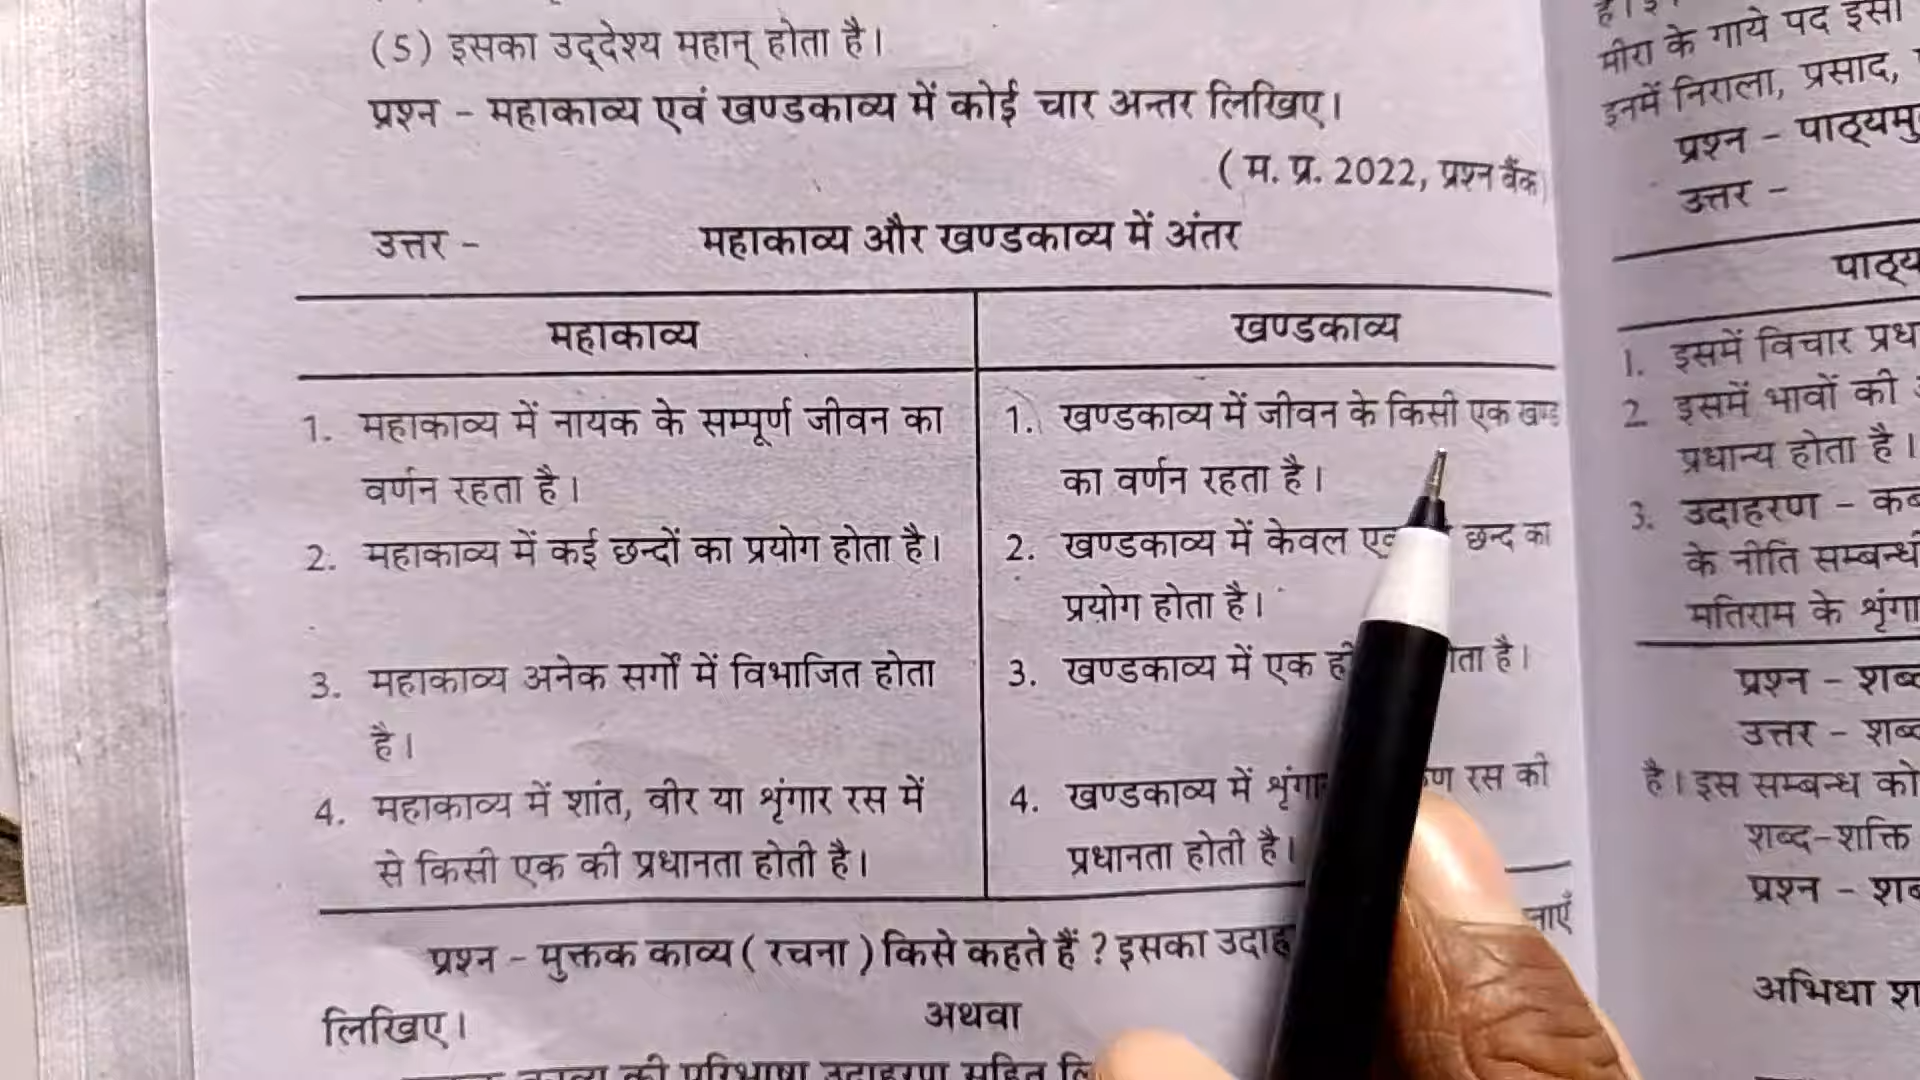 (5) इसका उद्देश्य महान् होता है।
प्रश्न - महाकाव्य एवं खण्डकाव्य में कोई चार अन्तर लिखिए।
( म. प्र. 2022, प्रश्न बैंक
उत्तर - महाकाव्य और खण्डकाव्य में अंतर
महाकाव्य
1. महाकाव्य में नायक के सम्पूर्ण जीवन का
वर्णन रहता है।
2. महाकाव्य में कई छन्दों का प्रयोग होता है।
3. महाकाव्य अनेक सर्गों में विभाजित होता
है।
4. महाकाव्य में शांत, वीर या शृंगार रस में
से किसी एक की प्रधानता होती है।
खण्डकाव्य
1. खण्डकाव्य में जीवन के किसी एक खण्ड
का वर्णन रहता है।
2. खण्डकाव्य में केवल छन्द का
प्रयोग होता है।
3. खण्डकाव्य में एक है।
4. खण्डकाव्य में रस की
प्रधानता होती है।
प्रश्न - मुक्तक काव्य ( रचना ) किसे कहते हैं ? इसका
लिखिए।
अथवा
काव्य की परिभाषा उदाहरण सहित
मीरा के गाये पद इसी
इनमें निराला, प्रसाद,
प्रश्न -
उत्तर -
1. इसमें विचार
2 इसमें भावों की
प्रधान्य होता है।
3. उदाहरण -
के नीति
मतिराम के
प्रश्न -
उत्तर -
है। इस सम्बन्ध को
शब्द-शक्ति
प्रश्न -
अभिधा